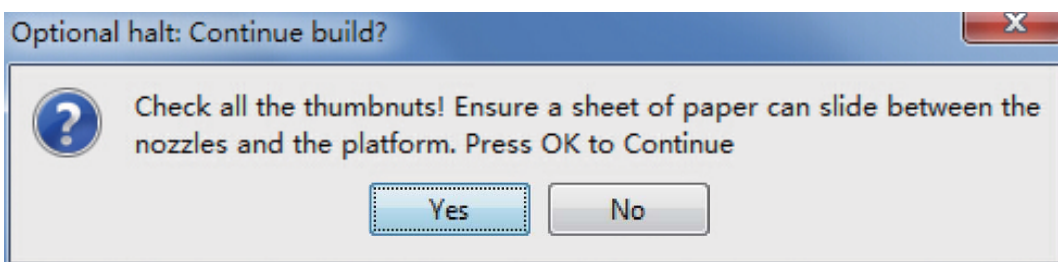 Optional halt: Continue build?
Check all the thumbnuts! Ensure a sheet of paper can slide between the
nozzles and the platform. Press OK to Continue
Yes No